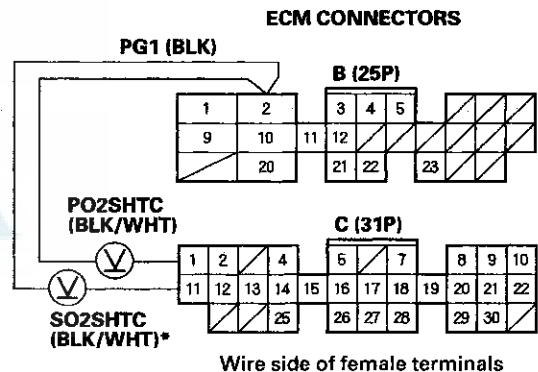 ECM CONNECTORS
PG1 (BLK)
B (25P)
1 2 3 4 5
9 10 11 12
20 21 22 23
PO2SHTC
(BLK/WHT)
C (31P)
1 2 4 5 7 8 9 10
11 12 13 14 15 16 17 18 19 20 21 22
25 26 27 28 29 30
SO2SHTC
(BLK/WHT)*
Wire side of female terminals